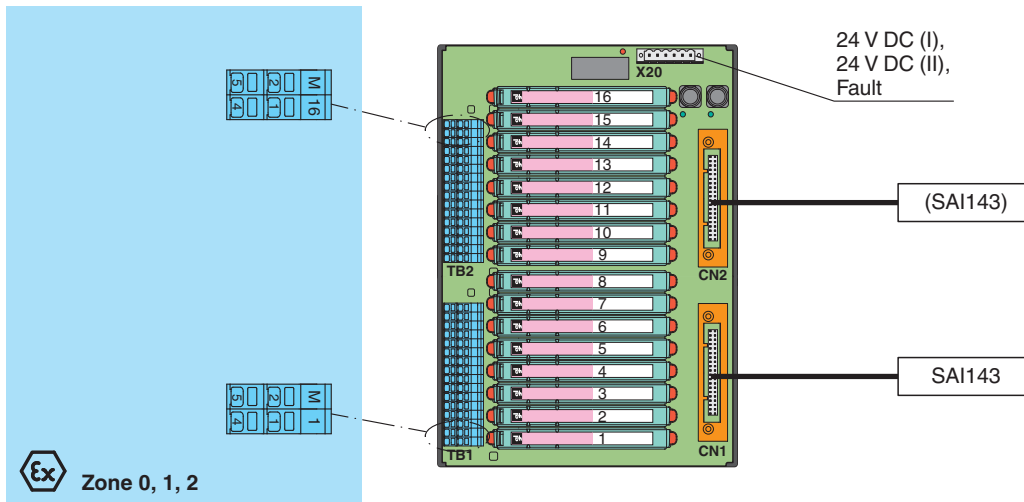 24 V DC (I),
24 V DC (II),
Fault
X20
5 2 M
4 1 16
16
15
14
13
12
11
10
9
TB2
CN2
(SAI143)
8
7
6
5
4
3
2
1
TB1
CN1
SAI143
5 2 M
4 1 1
Ex Zone 0, 1, 2